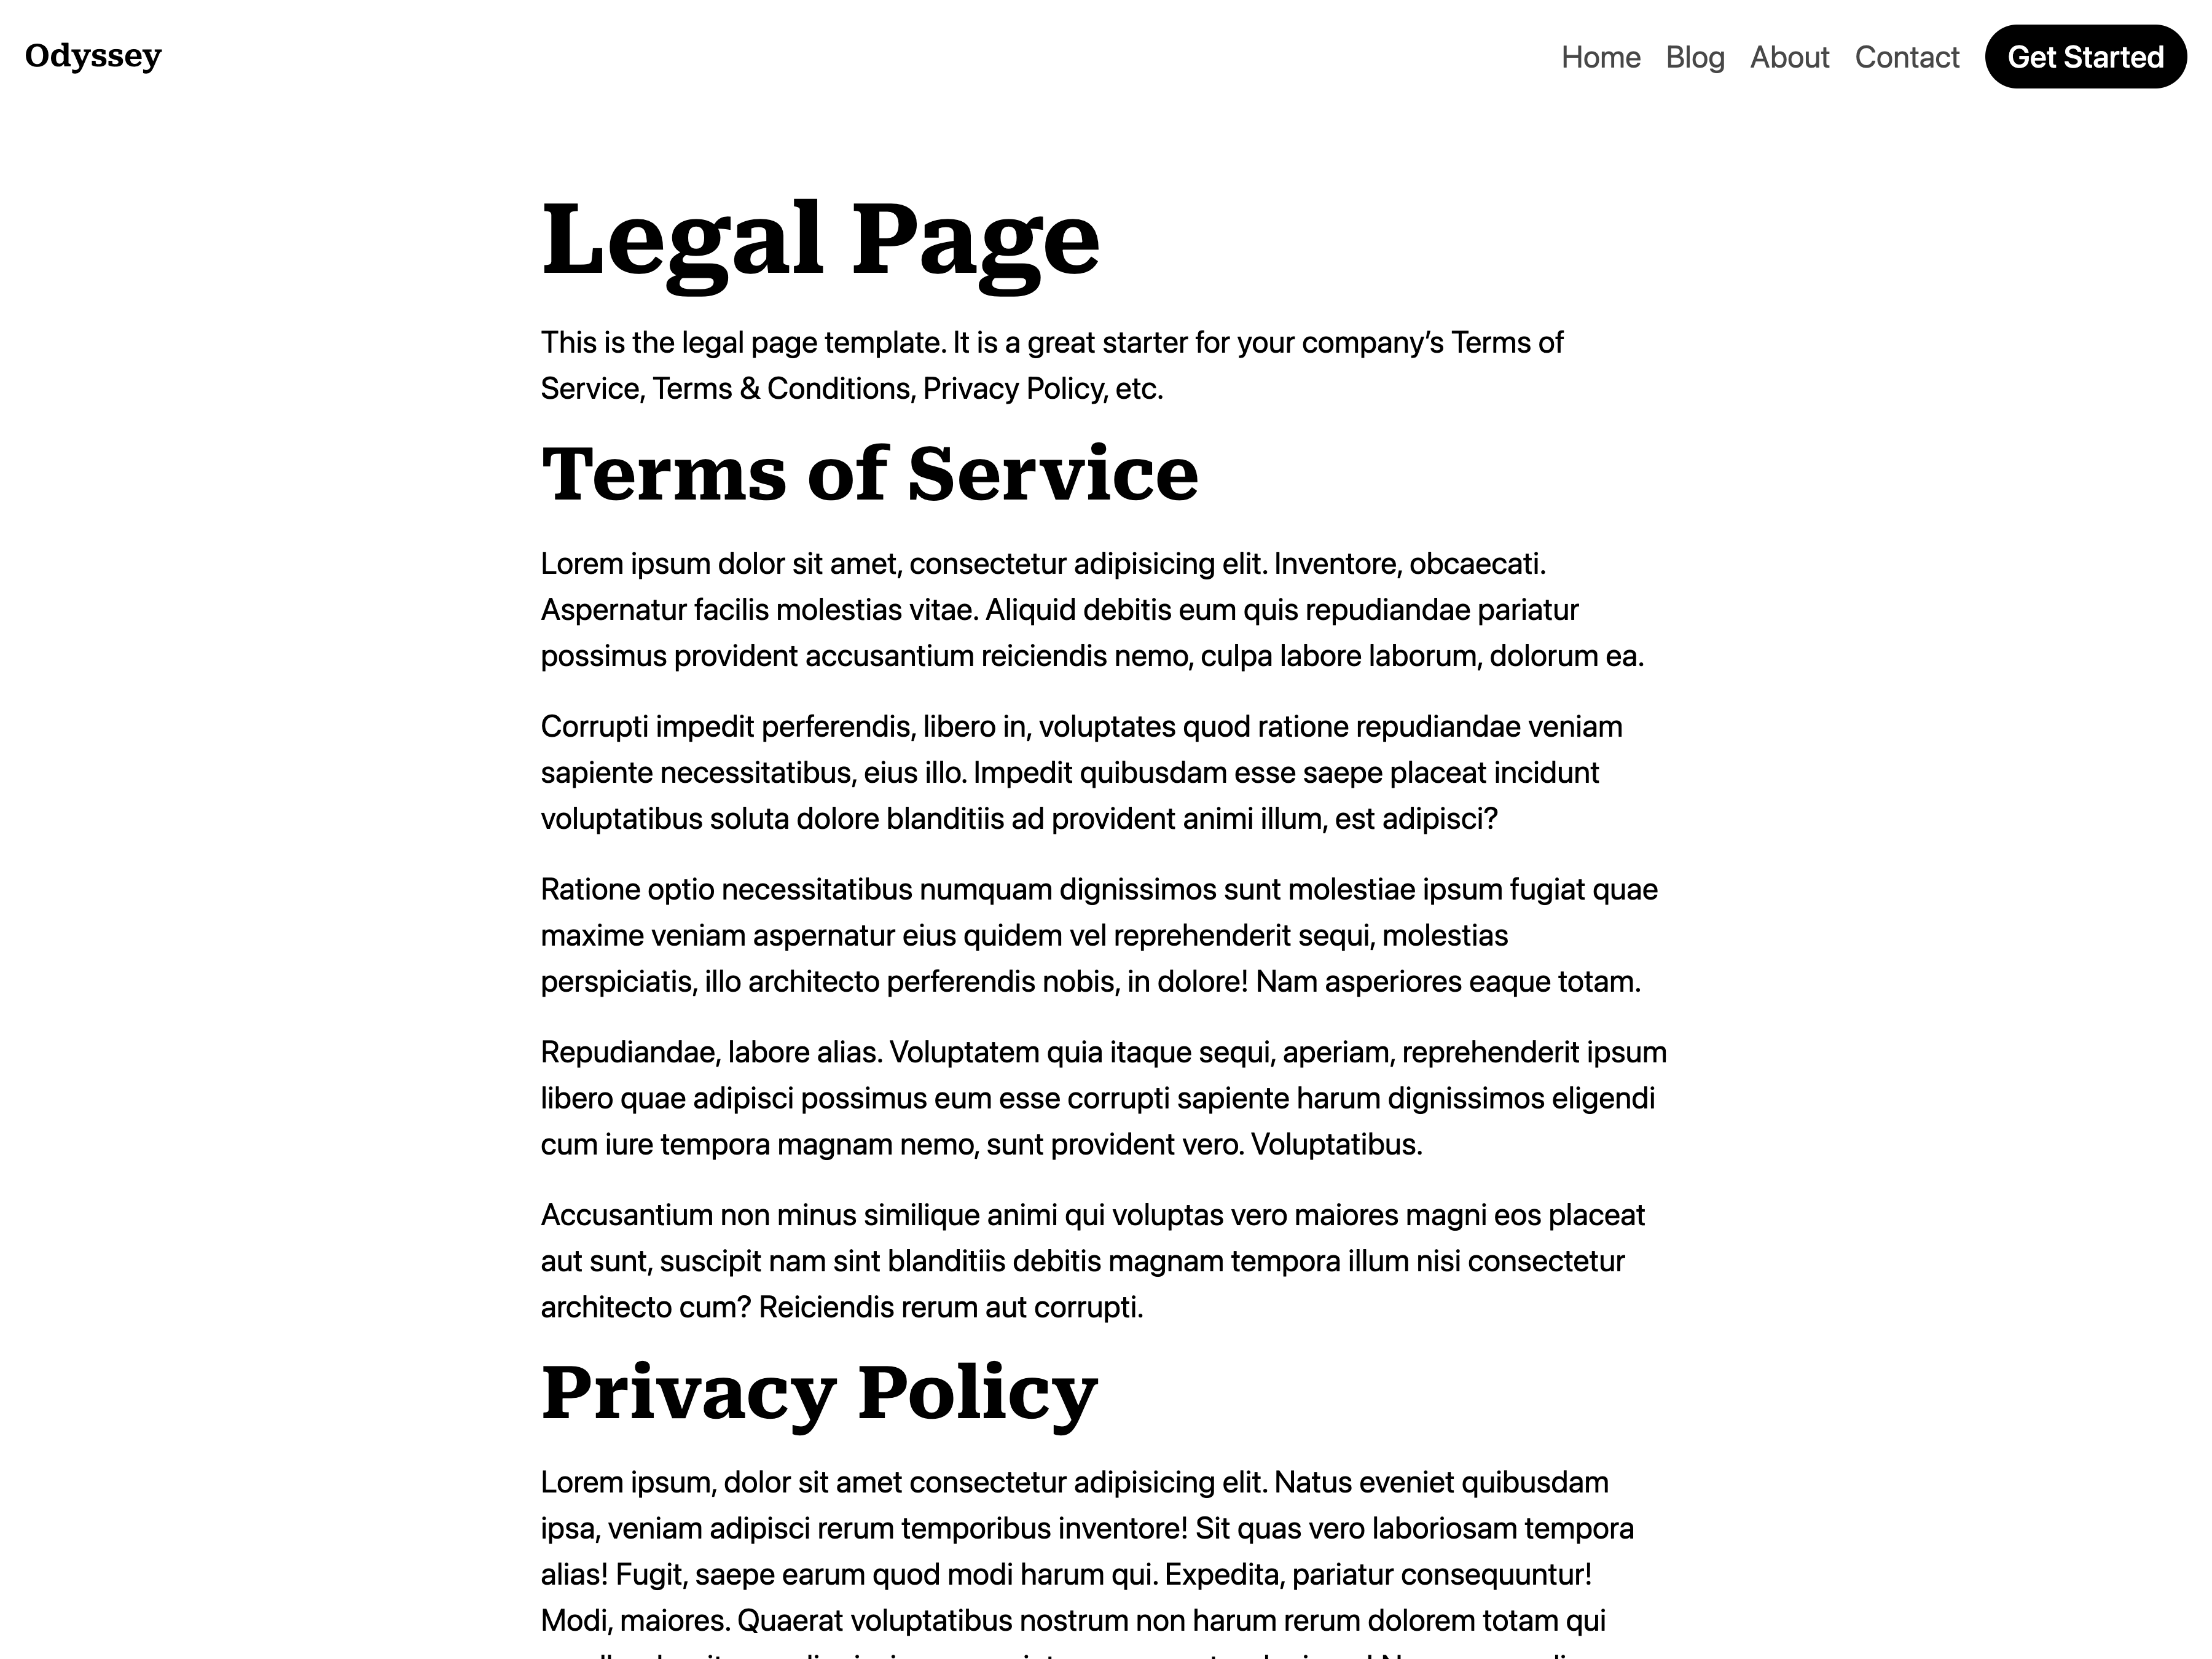 Odyssey
Home Blog About Contact Get Started
Legal Page
This is the legal page template. It is a great starter for your company’s Terms of
Service, Terms & Conditions, Privacy Policy, etc.
Terms of Service
Lorem ipsum dolor sit amet, consectetur adipisicing elit. Inventore, obcaecati.
Aspernatur facilis molestias vitae. Aliquid debitis eum quis repudiandae pariatur
possimus provident accusantium reiciendis nemo, culpa labore laborum, dolorum ea.
Corrupti impedit perferendis, libero in, voluptates quod ratione repudiandae veniam
sapiente necessitatibus, eius illo. Impedit quibusdam esse saepe placeat incidunt
voluptatibus soluta dolore blanditiis ad provident animi illum, est adipisci?
Ratione optio necessitatibus numquam dignissimos sunt molestiae ipsum fugiat quae
maxime veniam aspernatur eius quidem vel reprehenderit sequi, molestias
perspiciatis, illo architecto perferendis nobis, in dolore! Nam asperiores eaque totam.
Repudiandae, labore alias. Voluptatem quia itaque sequi, aperiam, reprehenderit ipsum
libero quae adipisci possimus eum esse corrupti sapiente harum dignissimos eligendi
cum iure tempora magnam nemo, sunt provident vero. Voluptatibus.
Accusantium non minus similique animi qui voluptas vero maiores magni eos placeat
aut sunt, suscipit nam sint blanditiis debitis magnam tempora illum nisi consectetur
architecto cum? Reiciendis rerum aut corrupti.
Privacy Policy
Lorem ipsum, dolor sit amet consectetur adipisicing elit. Natus eveniet quibusdam
ipsa, veniam adipisci rerum temporibus inventore! Sit quas vero laboriosam tempora
alias! Fugit, saepe earum quod modi harum qui. Expedita, pariatur consequuntur!
Modi, maiores. Quaerat voluptatibus nostrum non harum rerum dolorem totam qui